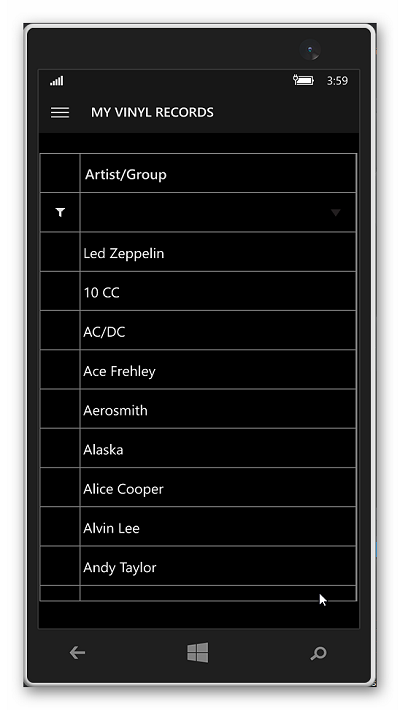 3:59
MY VINYL RECORDS
Artist/Group
Led Zeppelin
10 CC
AC/DC
Ace Frehley
Aerosmith
Alaska
Alice Cooper
Alvin Lee
Andy Taylor